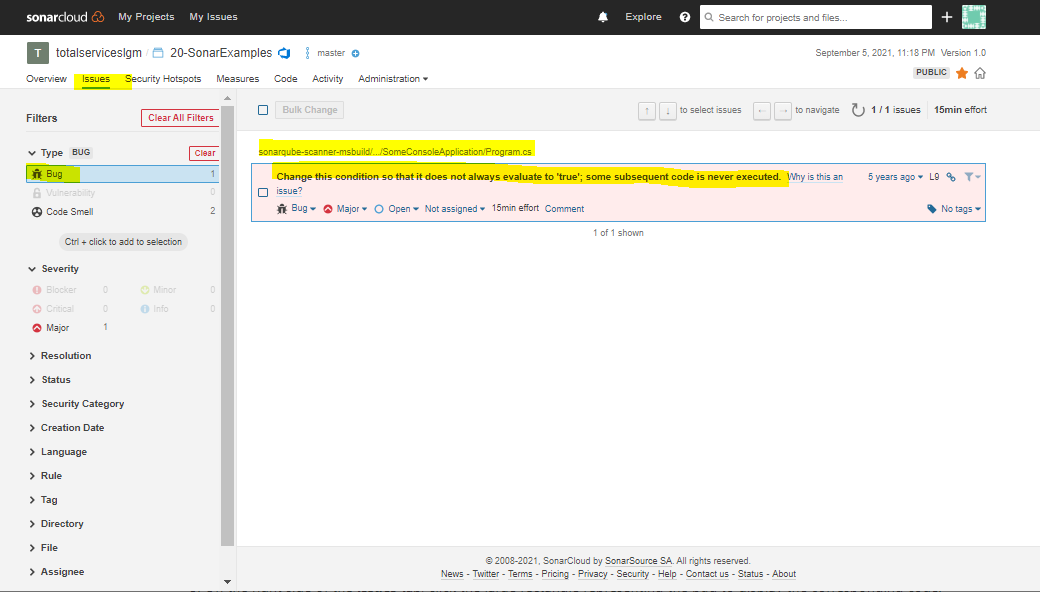 sonarcloud My Projects My Issues Explore ? Search for projects and files... +
T totalserviceslgm / 20-SonarExamples master September 5, 2021, 11:18 PM Version 1.0
Overview Issues Security Hotspots Measures Code Activity Administration PUBLIC
Filters Clear All Filters
Type BUG Clear
Bug 1
Vulnerability 0
Code Smell 2
Ctrl + click to add to selection
Severity
Blocker 0 Minor 0
Critical 0 Info 0
Major 1
Resolution
Status
Security Category
Creation Date
Language
Rule
Tag
Directory
File
Assignee
Bulk Change ↑ ↓ to select issues ← → to navigate 1 / 1 issues 15min effort
sonarqube-scanner-msbuild/.../SomeConsoleApplication/Program.cs
Change this condition so that it does not always evaluate to 'true'; some subsequent code is never executed. Why is this an 5 years ago L9
issue?
Bug Major Open Not assigned 15min effort Comment No tags
1 of 1 shown
© 2008-2021, SonarCloud by SonarSource SA. All rights reserved.
News - Twitter - Terms - Pricing - Privacy - Security - Help - Contact us - Status - About